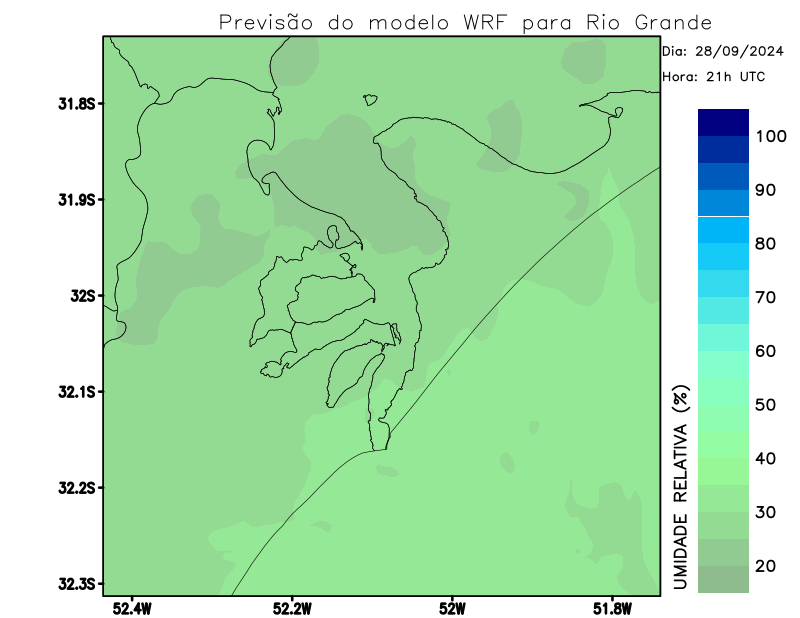 Previsão do modelo WRF para Rio Grande
Dia: 28/09/2024
Hora: 21h UTC
31.8S
31.9S
32S
32.1S
32.2S
32.3S
52.4W
52.2W
52W
51.8W
UMIDADE RELATIVA (%)
100
90
80
70
60
50
40
30
20